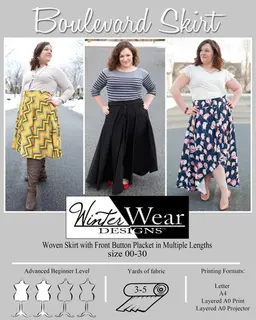 Boulevard Skirt
Winter Wear
DESIGNS
Woven Skirt with Front Button Placket in Multiple Lengths
size 00-30
Advanced Beginner Level
Yards of fabric
Printing Formats:
3-5
Letter
A4
Layered A0 Print
Layered A0 Projector